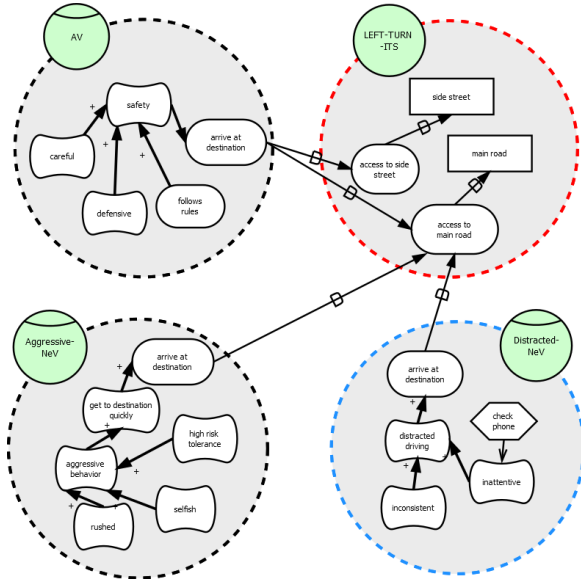 AV
safety
careful
arrive at
destination
defensive
follows
rules
LEFT-TURN
-ITS
side street
main road
access to side
street
access to
main road
Aggressive-
NeV
arrive at
destination
get to destination
quickly
high risk
tolerance
aggressive
behavior
rushed
selfish
Distracted-
NeV
arrive at
destination
check
phone
distracted
driving
inattentive
inconsistent
+
+
+
+
+
+
+
+
+
+
+